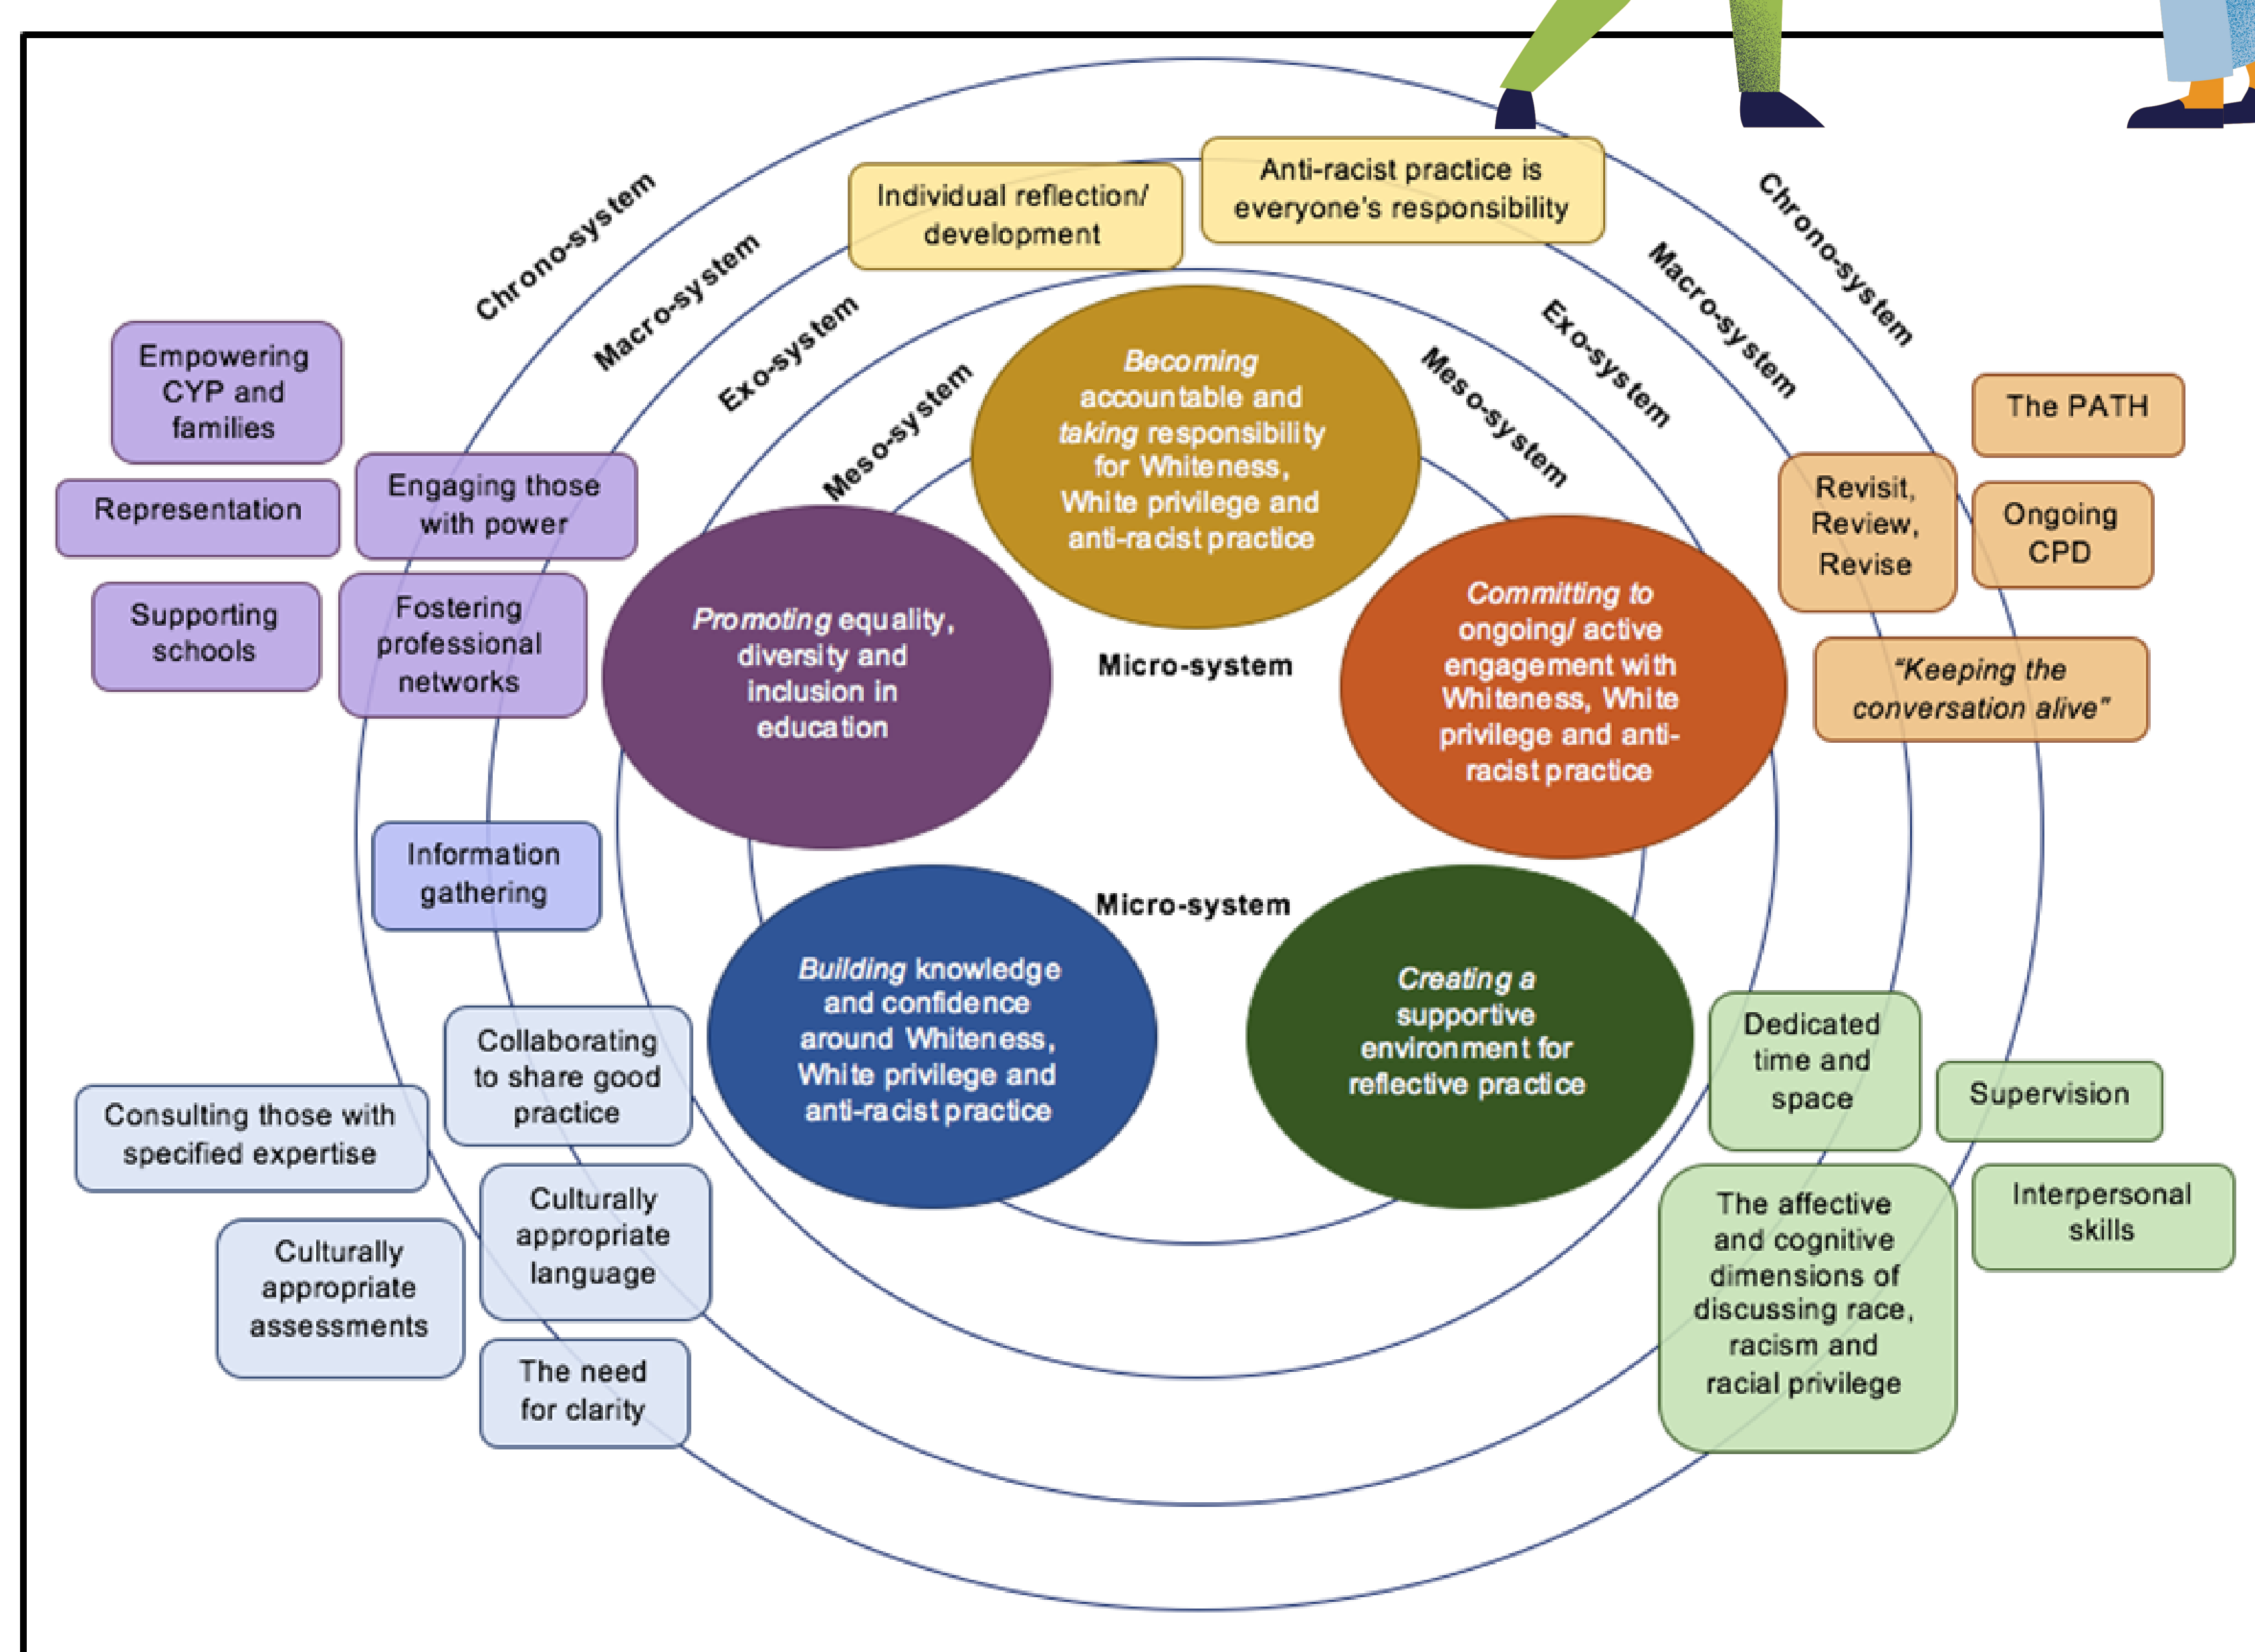 Chrono-system
Macro-system
Exo-system
Meso-system
Individual reflection/
development
Anti-racist practice is
everyone's responsibility
Chrono-system
Macro-system
Exo-system
Meso-system
Becoming
accountable and
taking responsibility
for Whiteness,
White privilege and
anti-racist practice
Empowering
CYP and
families
Representation
Engaging those
with power
Supporting
schools
Fostering
professional
networks
Promoting equality,
diversity and
inclusion in
education
Micro-system
Committing to
ongoing/ active
engagement with
Whiteness, White
privilege and anti-
racist practice
The PATH
Revisit,
Review,
Revise
Ongoing
CPD
“Keeping the
conversation alive”
Information
gathering
Micro-system
Building knowledge
and confidence
around Whiteness,
White privilege and
anti-racist practice
Creating a
supportive
environment for
reflective practice
Collaborating
to share good
practice
Consulting those with
specified expertise
Culturally
appropriate
language
Culturally
appropriate
assessments
The need
for clarity
Dedicated
time and
space
Supervision
The affective
and cognitive
dimensions of
discussing race,
racism and
racial privilege
Interpersonal
skills